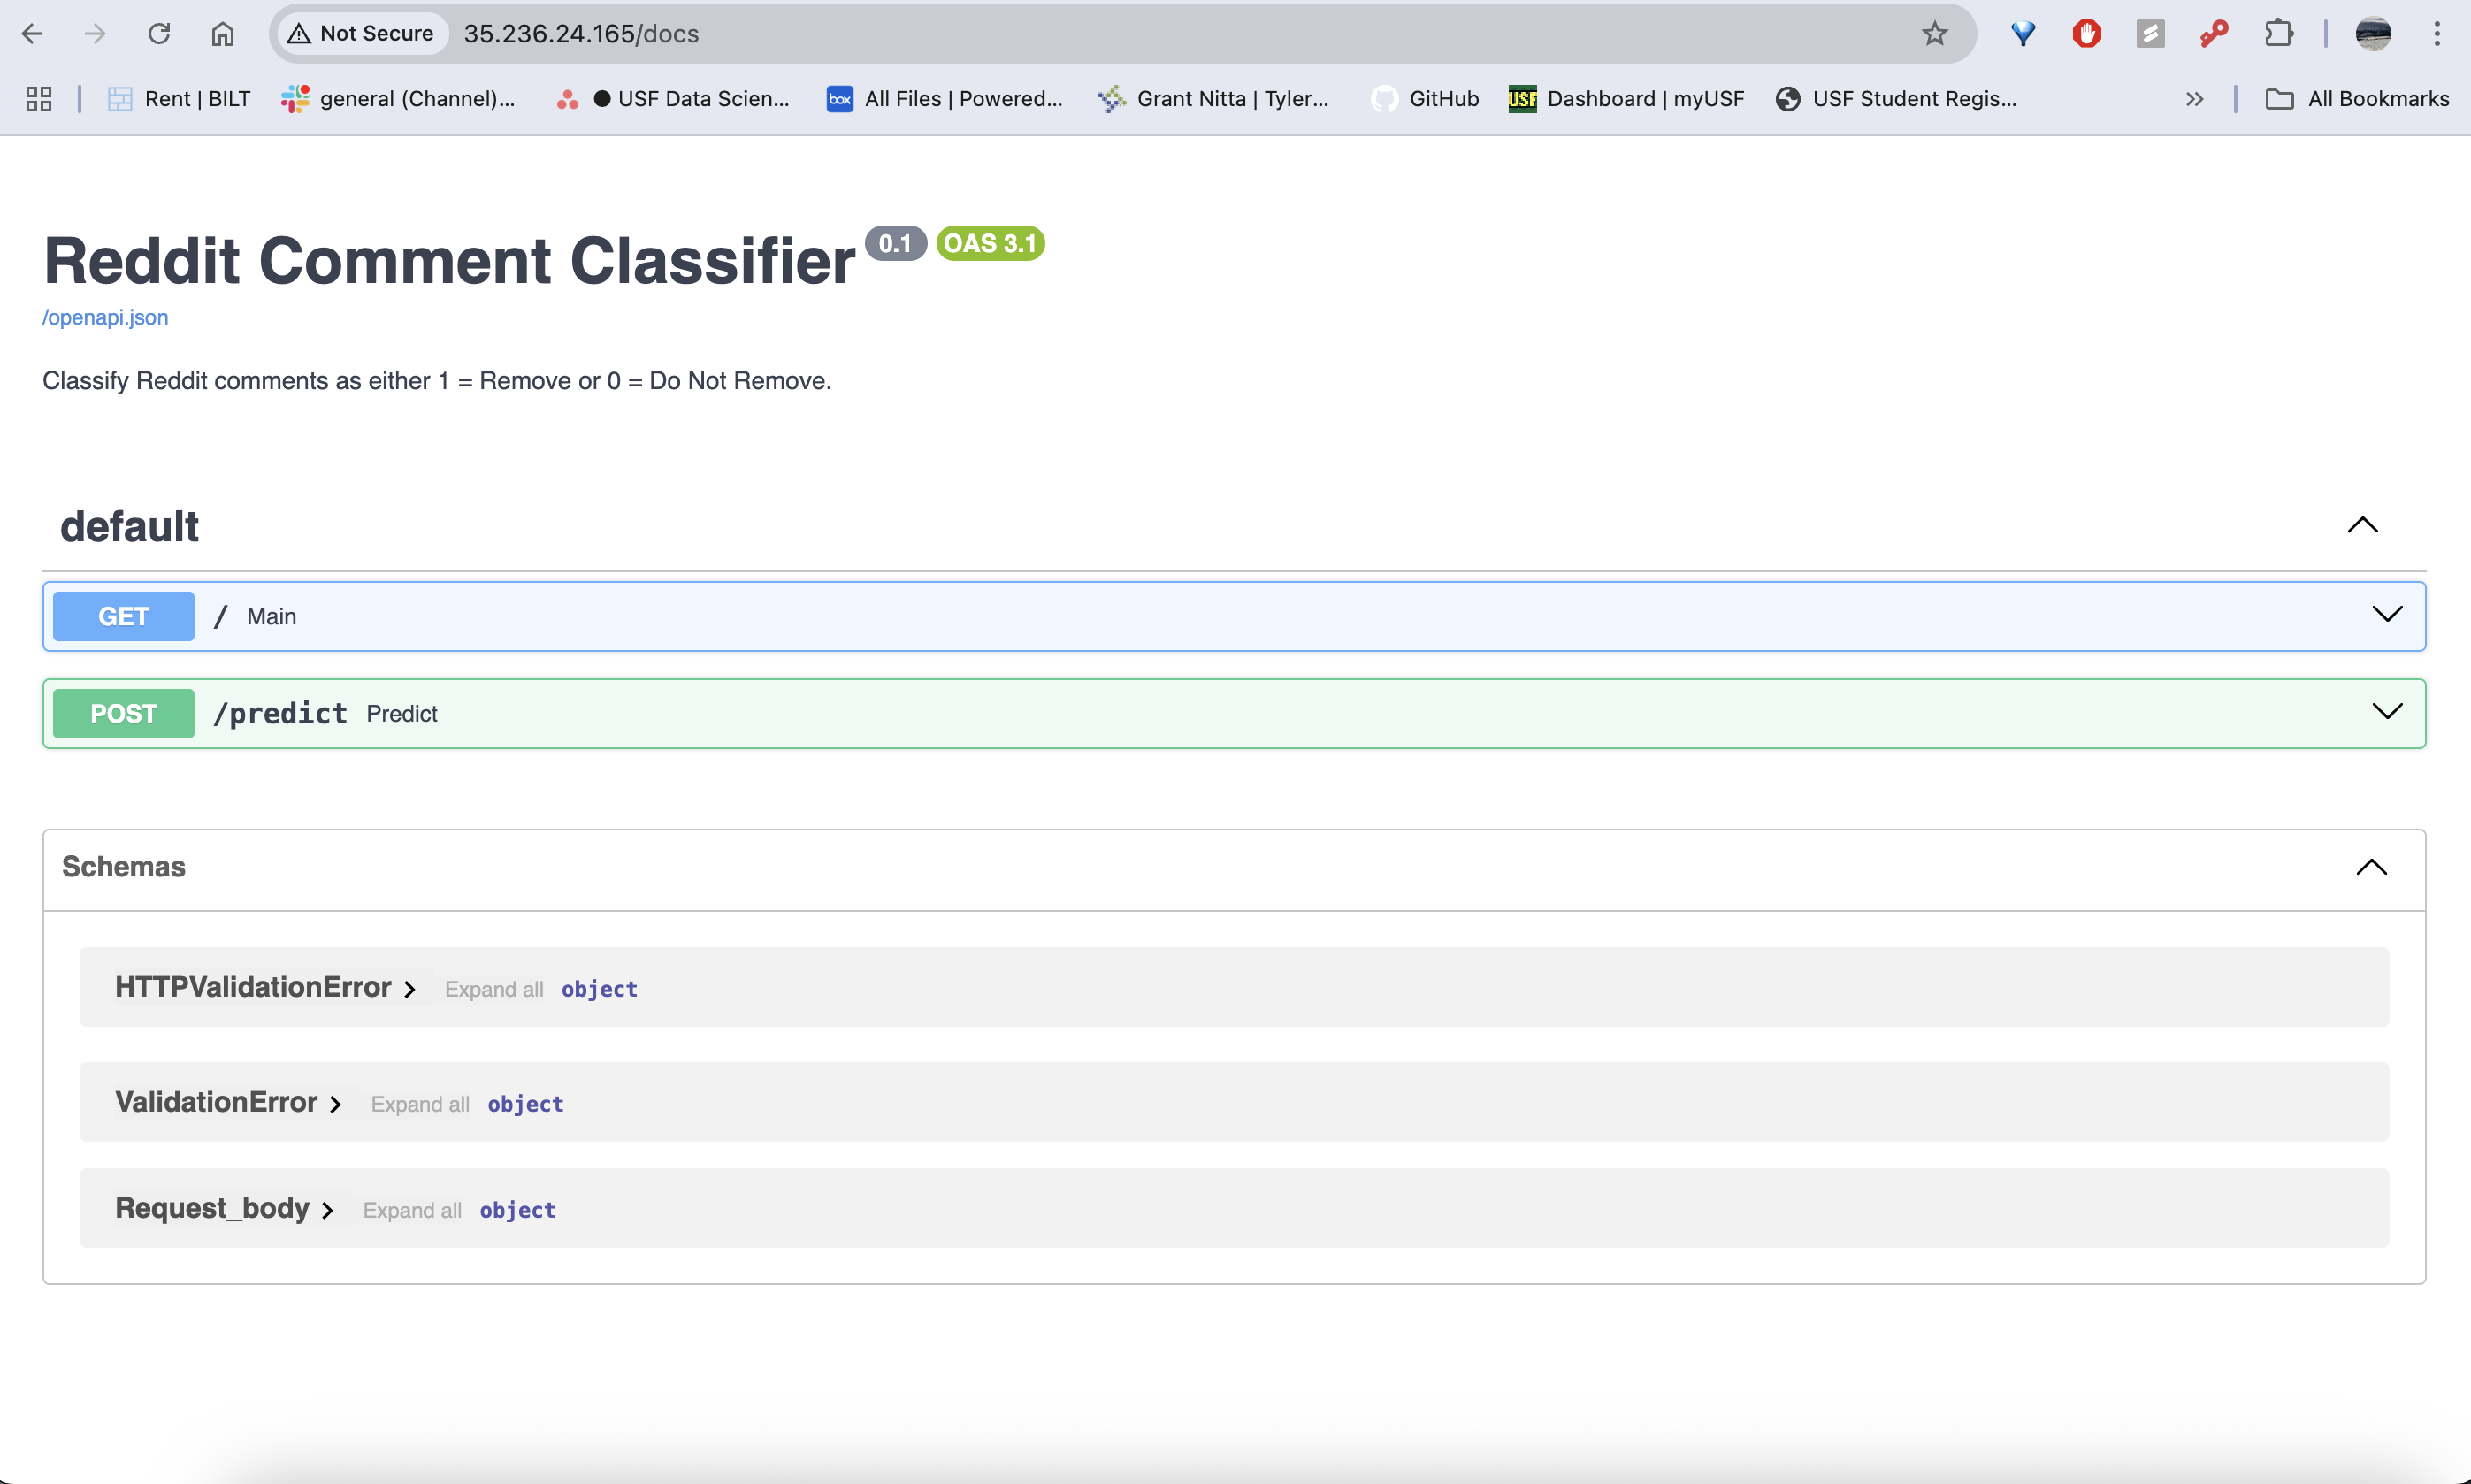 Not Secure 35.236.24.165/docs
Rent | BILT general (Channel)... USF Data Scien... box All Files | Powered... Grant Nitta | Tyler... GitHub USF Dashboard | myUSF USF Student Regis... All Bookmarks
Reddit Comment Classifier 0.1 OAS 3.1
/openapi.json
Classify Reddit comments as either 1 = Remove or 0 = Do Not Remove.
default
GET / Main
POST /predict Predict
Schemas
HTTPValidationError Expand all object
ValidationError Expand all object
Request_body Expand all object